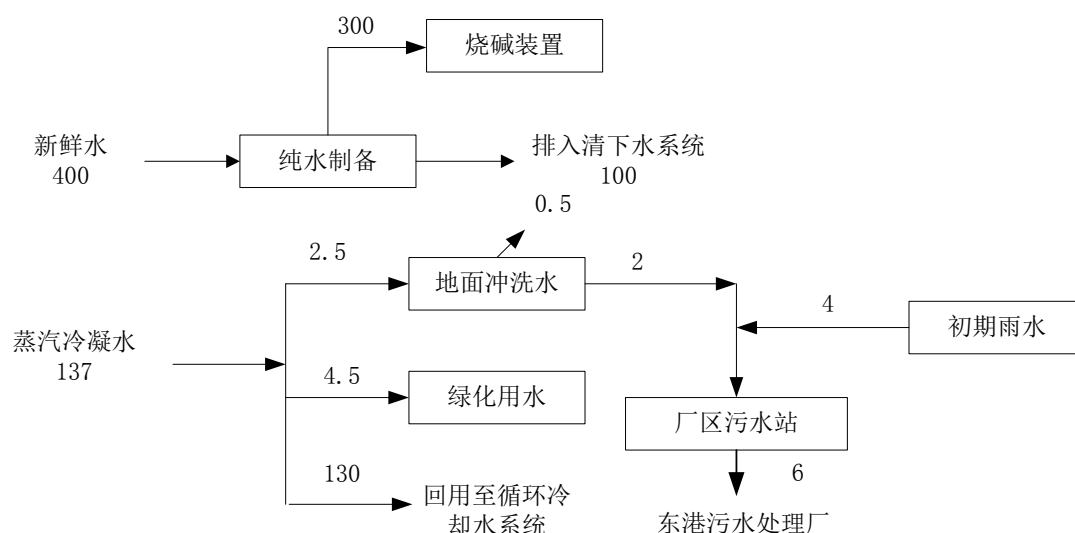 300
烧碱装置
新鲜水
400
纯水制备
排入清下水系统
100
0.5
2.5
地面冲洗水
2
4
初期雨水
蒸汽冷凝水
137
4.5
绿化用水
厂区污水站
130
回用至循环冷
却水系统
6
东港污水处理厂